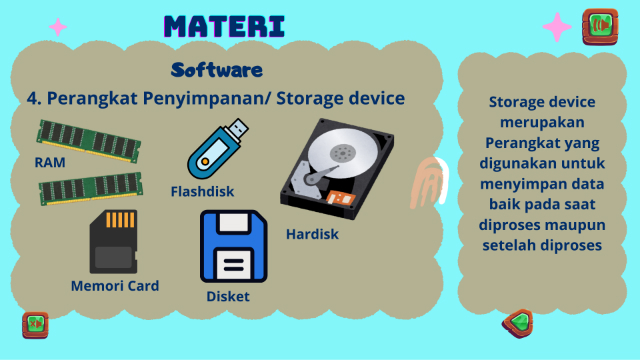 MATERI
Software
4. Perangkat Penyimpanan/ Storage device
RAM
Flashdisk
Hardisk
Memori Card
Disket
Storage device
merupakan
Perangkat yang
digunakan untuk
menyimpan data
baik pada saat
diproses maupun
setelah diproses